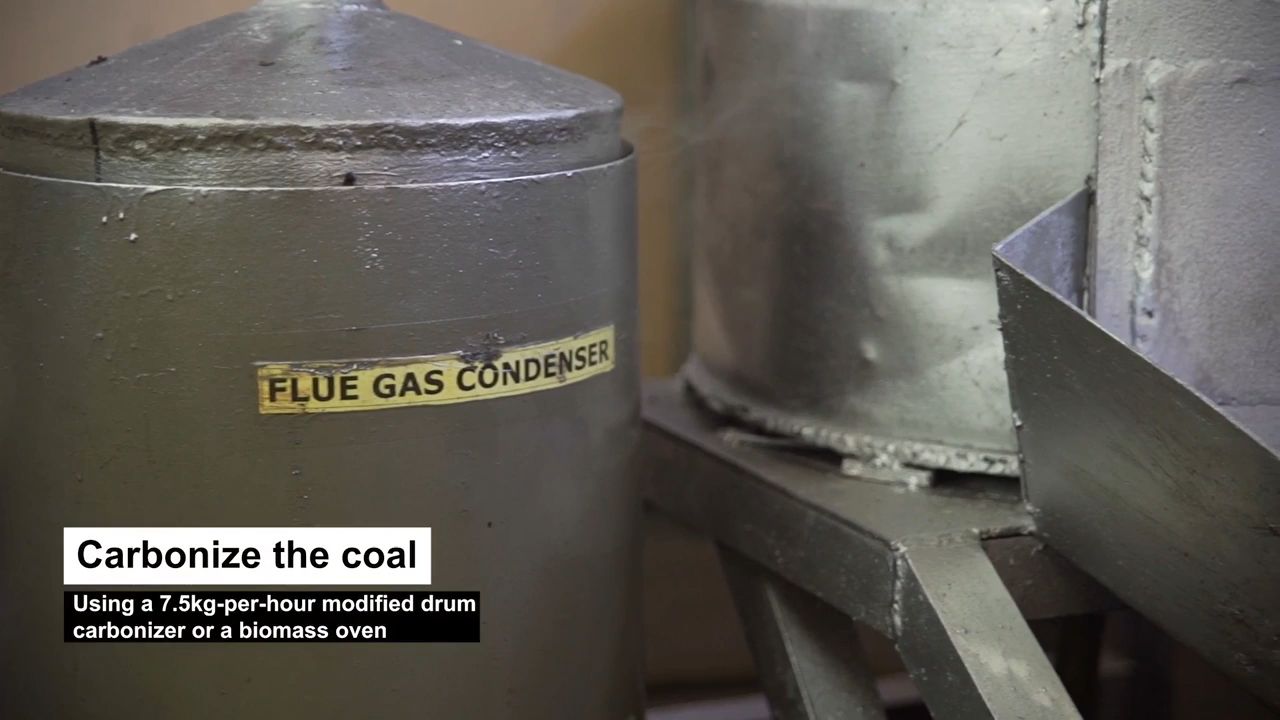 FLUE GAS CONDENSER
Carbonize the coal
Using a 7.5kg-per-hour modified drum
carbonizer or a biomass oven